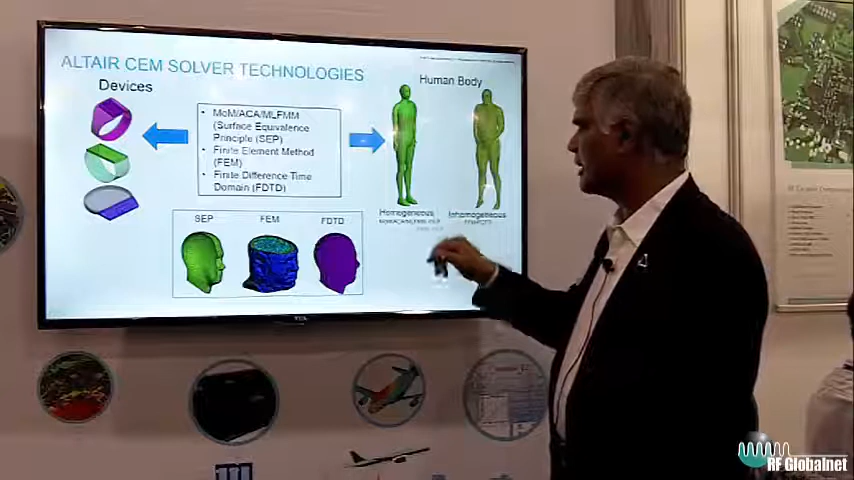 ALTAIR CEM SOLVER TECHNOLOGIES
Devices
Human Body
• MoM/ACA/MLFMM
(Surface Equivalence
Principle (SEP)
• Finite Element Method
(FEM)
• Finite Difference Time
Domain (FDTD)
SEP
FEM
FDTD
Homogeneous
Inhomogeneous
TCL
RF Globalnet